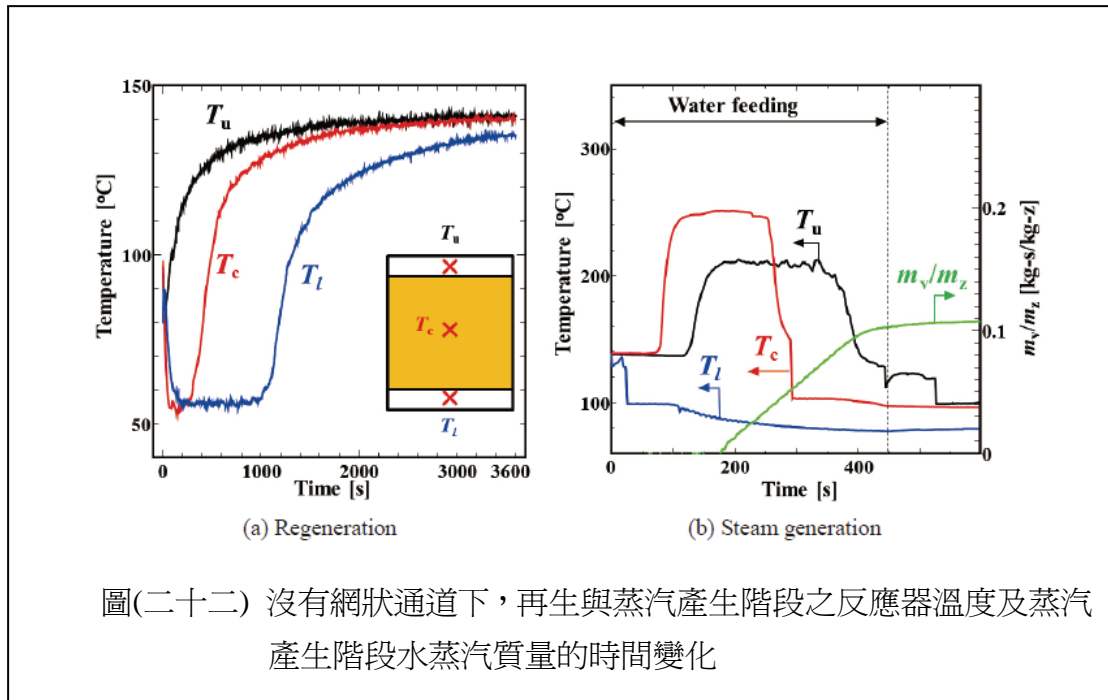 150
100
50
Temperature [°C]
Tu
Tc
Tl
Tu
Tc
Tl
0
1000
2000
3000
3600
Time [s]
(a) Regeneration
Water feeding
300
200
100
Temperature [°C]
Tu
mv/mz
Tc
Tl
0.2
0.1
0
mv/mz [kg-s/kg-z]
0
200
400
Time [s]
(b) Steam generation
圖(二十二) 沒有網狀通道下，再生與蒸汽產生階段之反應器溫度及蒸汽
產生階段水蒸汽質量的時間變化